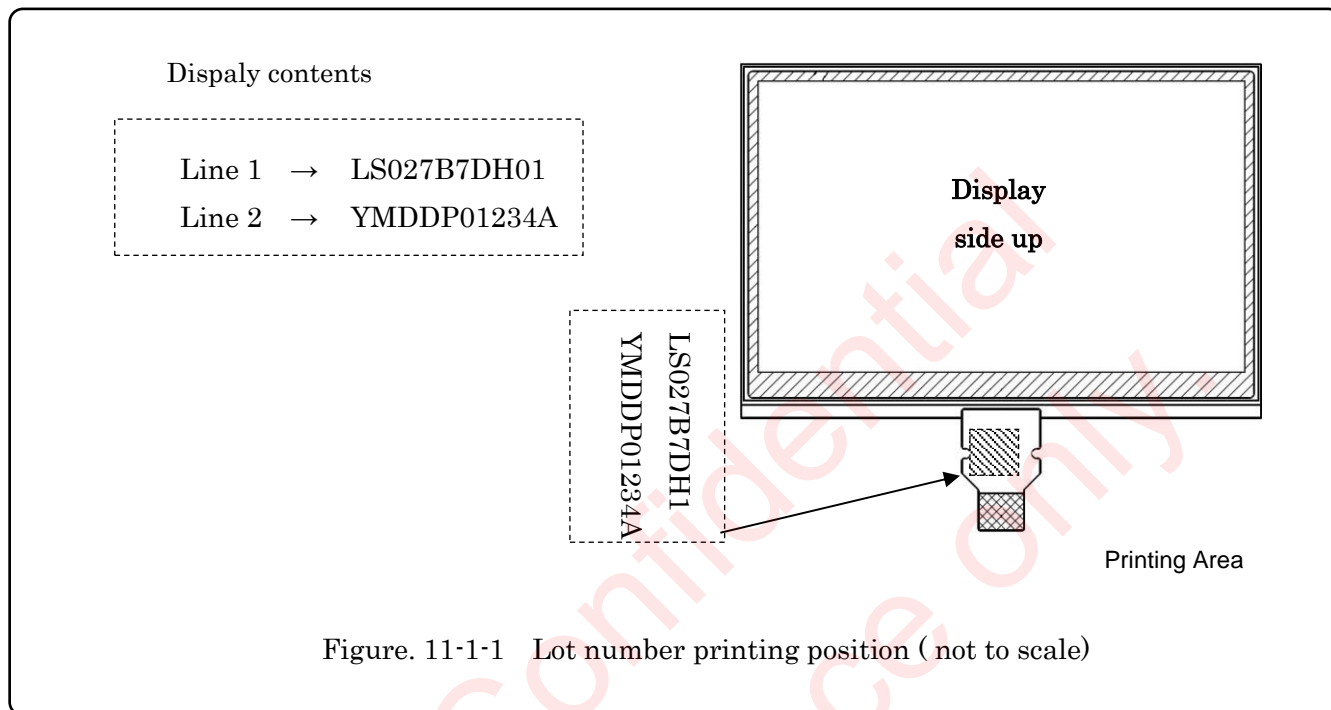 Dispaly contents
Line 1 → LS027B7DH01
Line 2 → YMDDP01234A
Display
side up
LS027B7DH1
YMDDP01234A
Printing Area
Figure. 11-1-1 Lot number printing position ( not to scale)
Confidential
ce only.